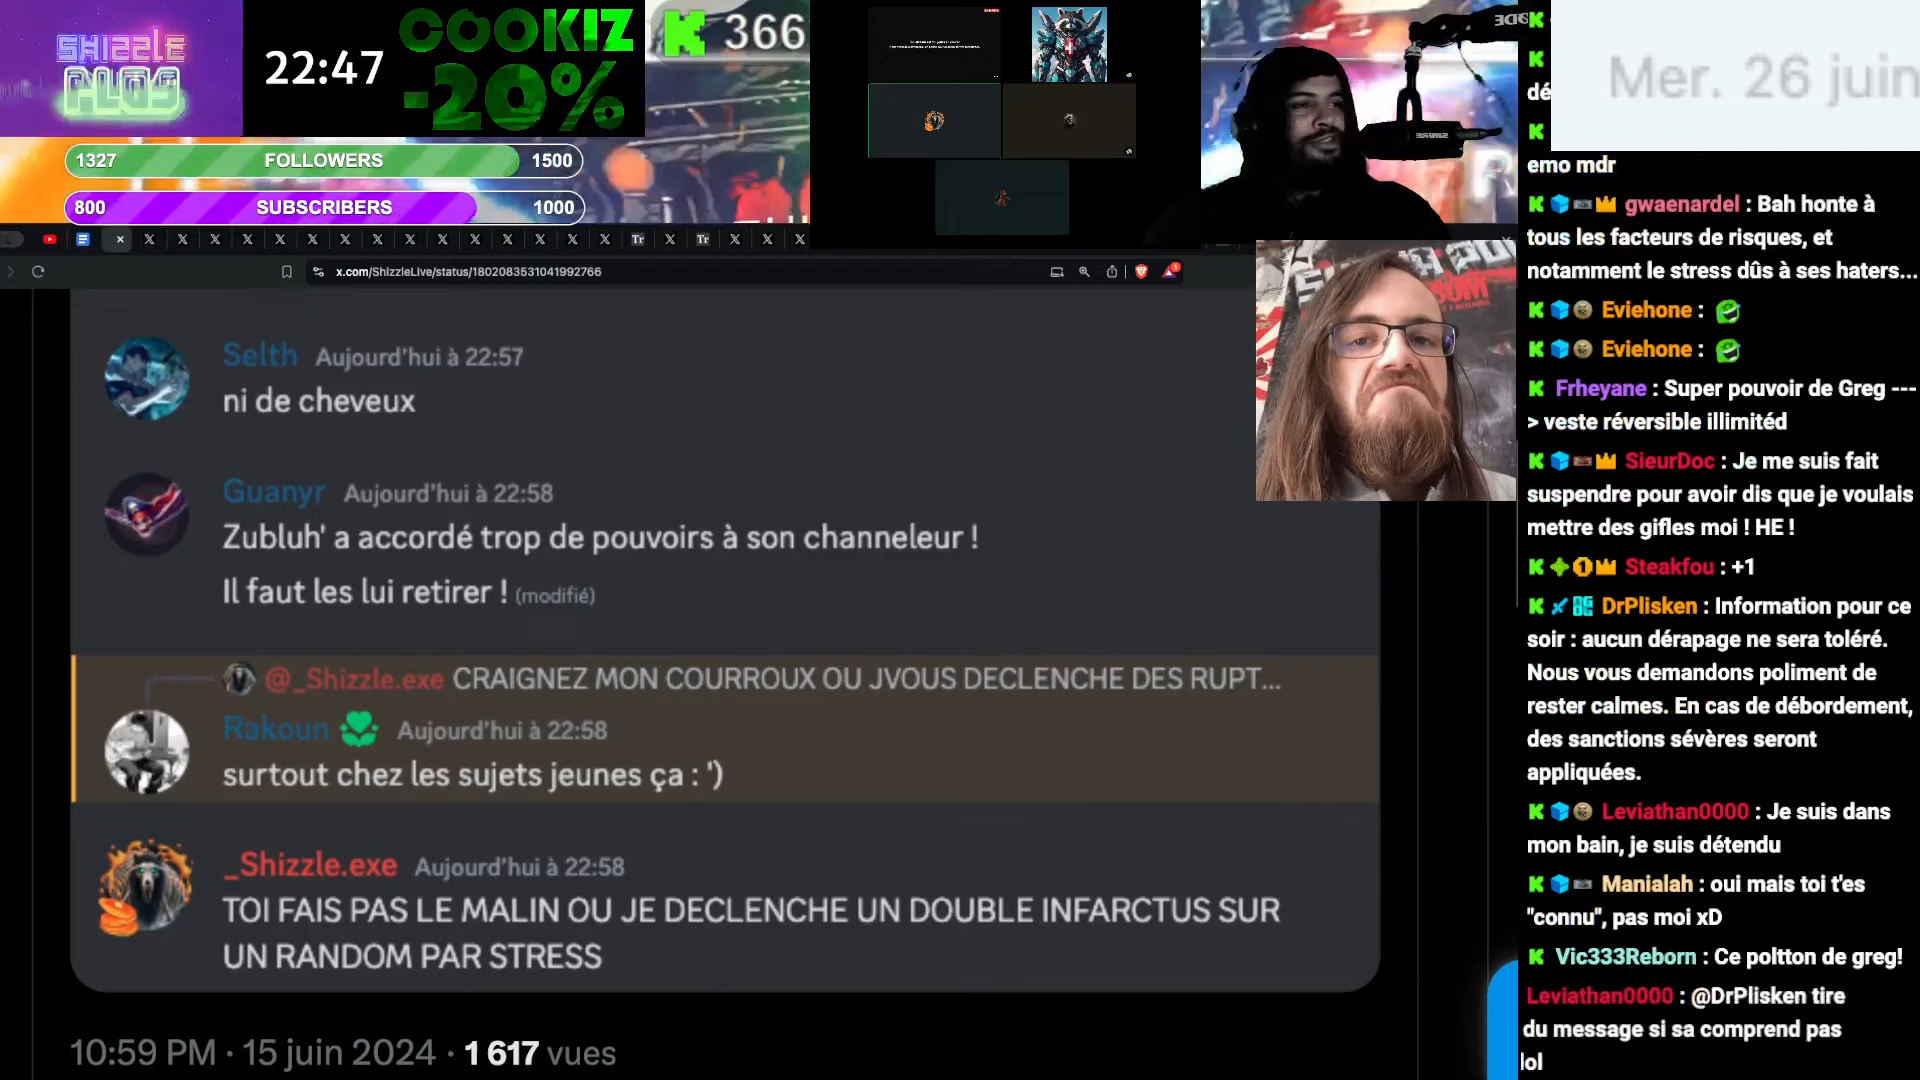 SHIZZLE
PLUS
22:47
COOKIZ
-20%
366
1327 FOLLOWERS 1500
800 SUBSCRIBERS 1000
x.com/ShizzleLive/status/1802083531041992766
Selth Aujourd'hui à 22:57
ni de cheveux
Guanyr Aujourd'hui à 22:58
Zubluh' a accordé trop de pouvoirs à son channeleur !
Il faut les lui retirer ! (modifié)
@_Shizzle.exe CRAIGNEZ MON COURROUX OU JVOUS DECLENCHE DES RUPT...
Rakoun Aujourd'hui à 22:58
surtout chez les sujets jeunes ça : ')
_Shizzle.exe Aujourd'hui à 22:58
TOI FAIS PAS LE MALIN OU JE DECLENCHE UN DOUBLE INFARCTUS SUR
UN RANDOM PAR STRESS
10:59 PM · 15 juin 2024 · 1 617 vues
Mer. 26 juin
dé
emo mdr
gwaenardel : Bah honte à
tous les facteurs de risques, et
notamment le stress dûs à ses haters...
Eviehone :
Eviehone :
Frheyane : Super pouvoir de Greg ---
> veste réversible illimitéd
SieurDoc : Je me suis fait
suspendre pour avoir dis que je voulais
mettre des gifles moi ! HE !
Steakfou : +1
DrPlisken : Information pour ce
soir : aucun dérapage ne sera toléré.
Nous vous demandons poliment de
rester calmes. En cas de débordement,
des sanctions sévères seront
appliquées.
Leviathan0000 : Je suis dans
mon bain, je suis détendu
Manialah : oui mais toi t'es
"connu", pas moi xD
Vic333Reborn : Ce poltton de greg!
Leviathan0000 : @DrPlisken tire
du message si sa comprend pas
lol